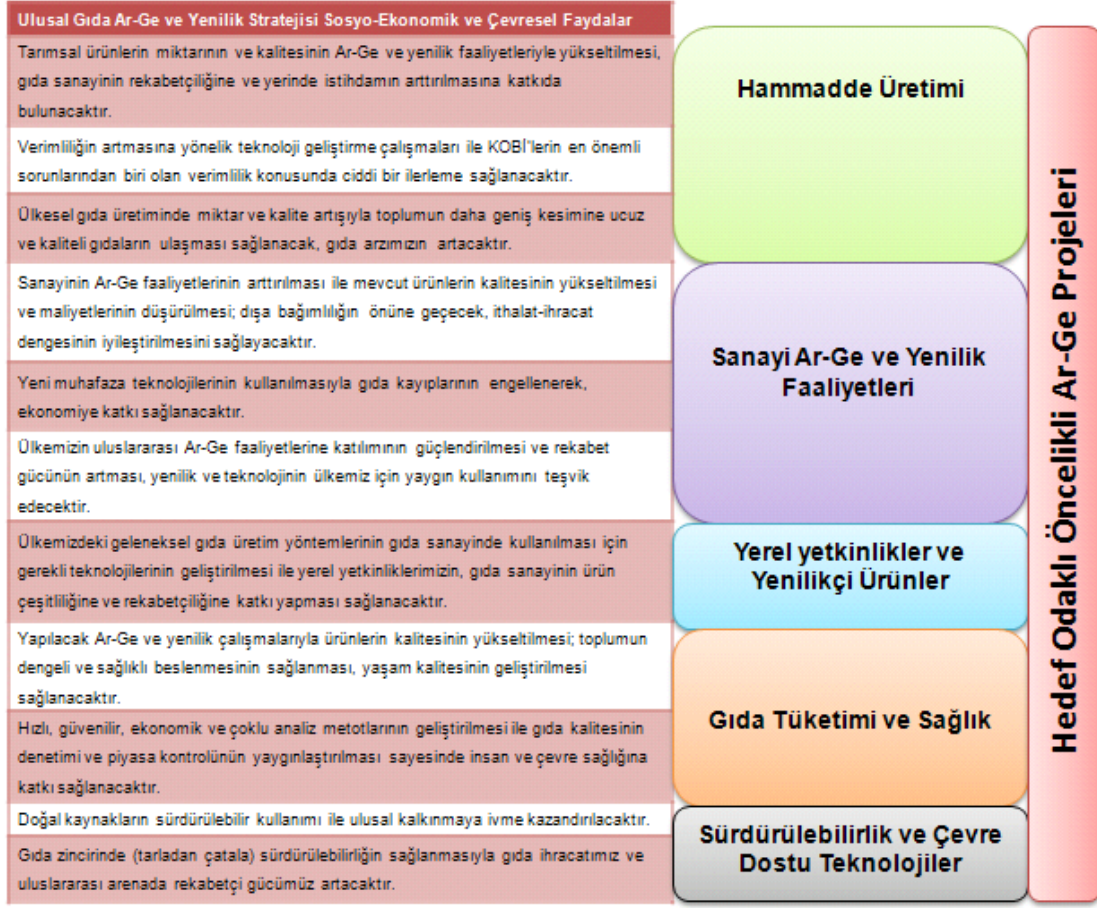 Ulusal Gıda Ar-Ge ve Yenilik Stratejisi Sosyo-Ekonomik ve Çevresel Faydalar
Tarımsal ürünlerin miktarının ve kalitesinin Ar-Ge ve yenilik faaliyetleriyle yükseltilmesi,
gıda sanayinin rekabetçiliğine ve yerinde istihdamın arttırılmasına katkıda
bulunacaktır.
Verimliliğin artmasına yönelik teknoloji geliştirme çalışmaları ile KOBİ'lerin en önemli
sorunlarından biri olan verimlilik konusunda ciddi bir ilerleme sağlanacaktır.
Ülkesel gıda üretiminde miktar ve kalite artışıyla toplumun daha geniş kesimine ucuz
ve kaliteli gıdaların ulaşması sağlanacak, gıda arzımızın artacaktır.
Hammadde Üretimi
Sanayinin Ar-Ge faaliyetlerinin arttırılması ile mevcut ürünlerin kalitesinin yükseltilmesi
ve maliyetlerinin düşürülmesi; dışa bağımlılığın önüne geçecek, ithalat-ihracat
dengesinin iyileştirilmesini sağlayacaktır.
Yeni muhafaza teknolojilerinin kullanılmasıyla gıda kayıplarının engellenerek,
ekonomiye katkı sağlanacaktır.
Ülkemizin uluslararası Ar-Ge faaliyetlerine katılımının güçlendirilmesi ve rekabet
gücünün artması, yenilik ve teknolojinin ülkemiz için yaygın kullanımını teşvik
edecektir.
Sanayi Ar-Ge ve Yenilik
Faaliyetleri
Ülkemizdeki geleneksel gıda üretim yöntemlerinin gıda sanayinde kullanılması için
gerekli teknolojilerinin geliştirilmesi ile yerel yetkinliklerimizin, gıda sanayinin ürün
çeşitliliğine ve rekabetçiliğine katkı yapması sağlanacaktır.
Yerel yetkinlikler ve
Yenilikçi Ürünler
Yapılacak Ar-Ge ve yenilik çalışmalarıyla ürünlerin kalitesinin yükseltilmesi; toplumun
dengeli ve sağlıklı beslenmesinin sağlanması, yaşam kalitesinin geliştirilmesi
sağlanacaktır.
Hızlı, güvenilir, ekonomik ve çoklu analiz metotlarının geliştirilmesi ile gıda kalitesinin
denetimi ve piyasa kontrolünün yaygınlaştırılması sayesinde insan ve çevre sağlığına
katkı sağlanacaktır.
Gıda Tüketimi ve Sağlık
Doğal kaynakların sürdürülebilir kullanımı ile ulusal kalkınmaya ivme kazandırılacaktır.
Gıda zincirinde (tarladan çatala) sürdürülebilirliğin sağlanmasıyla gıda ihracatımız ve
uluslararası arenada rekabetçi gücümüz artacaktır.
Sürdürülebilirlik ve Çevre
Dostu Teknolojiler
Hedef Odaklı Öncelikli Ar-Ge Projeleri